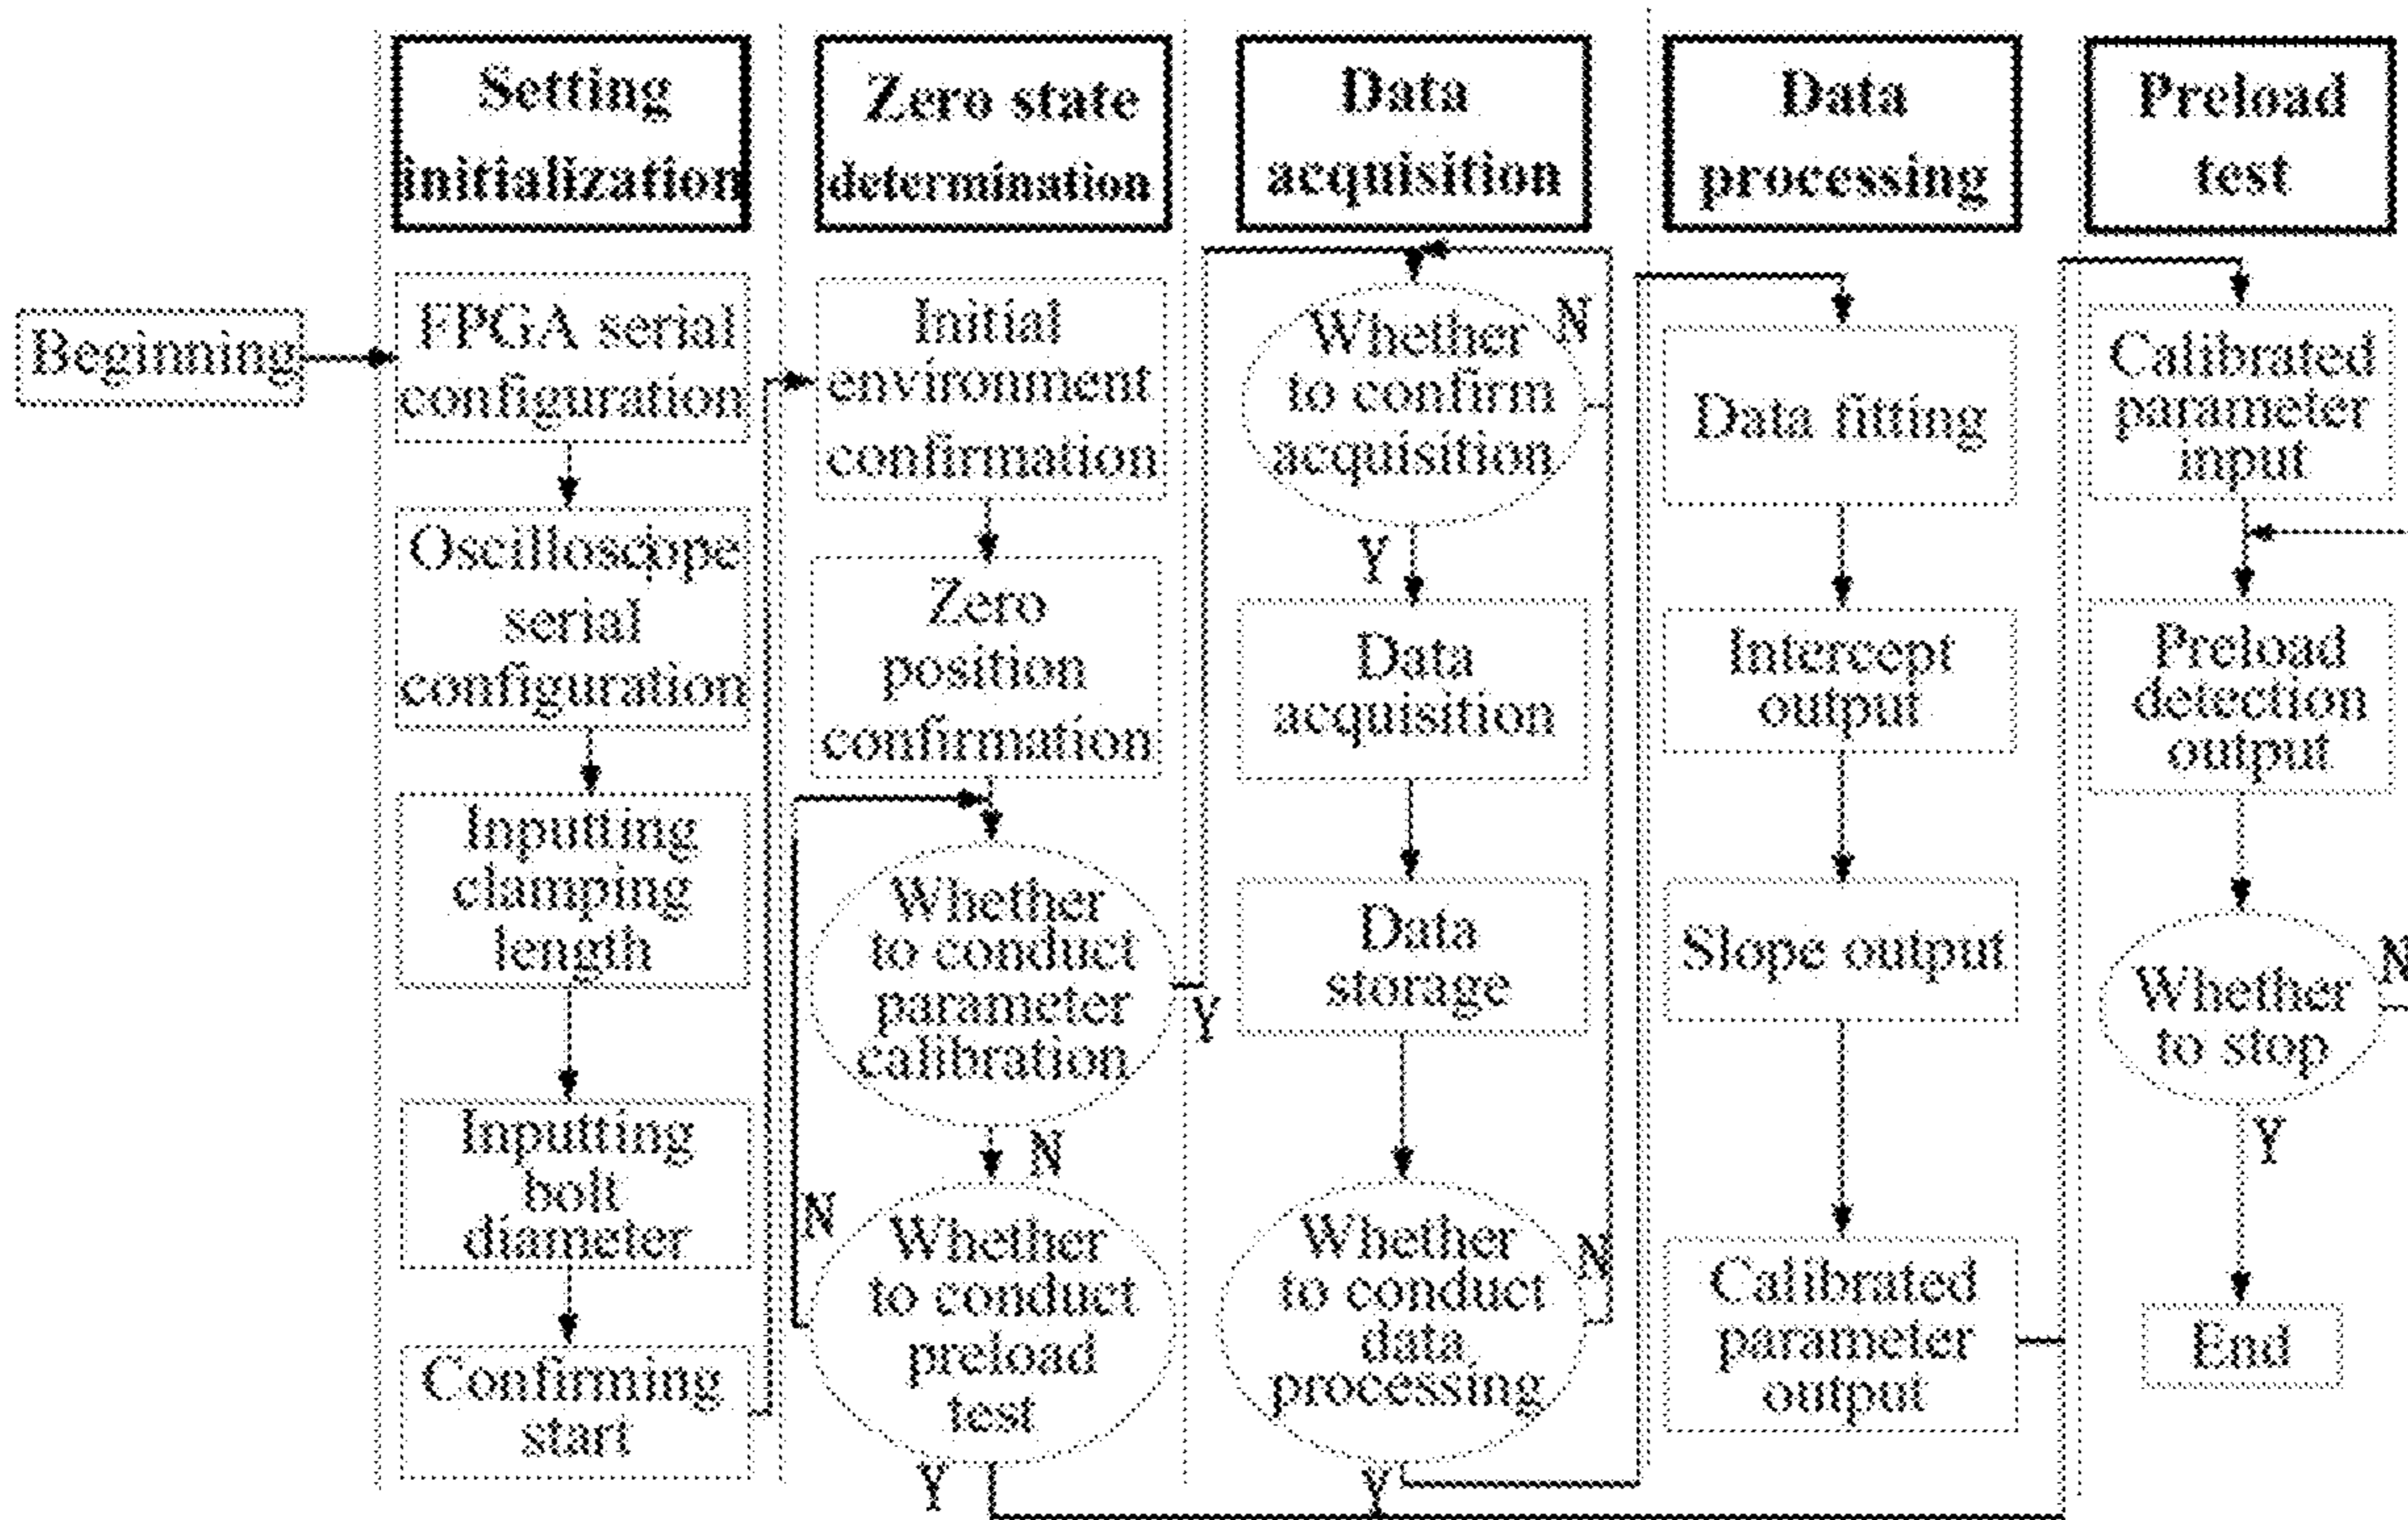 Setting
initialization
Zero state
determination
Data
acquisition
Data
processing
Preload
test
Beginning
FPGA serial
configuration
Oscilloscope
serial
configuration
Inputting
clamping
length
Inputting
bolt
diameter
Confirming
start
Initial
environment
confirmation
Zero
position
confirmation
Whether
to conduct
parameter
calibration
Y
N
Whether
to conduct
preload
test
N
Y
Whether
to confirm
acquisition
N
Y
Data
acquisition
Data
storage
Whether
to conduct
data
processing
N
Y
Data fitting
Intercept
output
Slope output
Calibrated
parameter
output
Calibrated
parameter
input
Preload
detection
output
Whether
to stop
N
Y
End